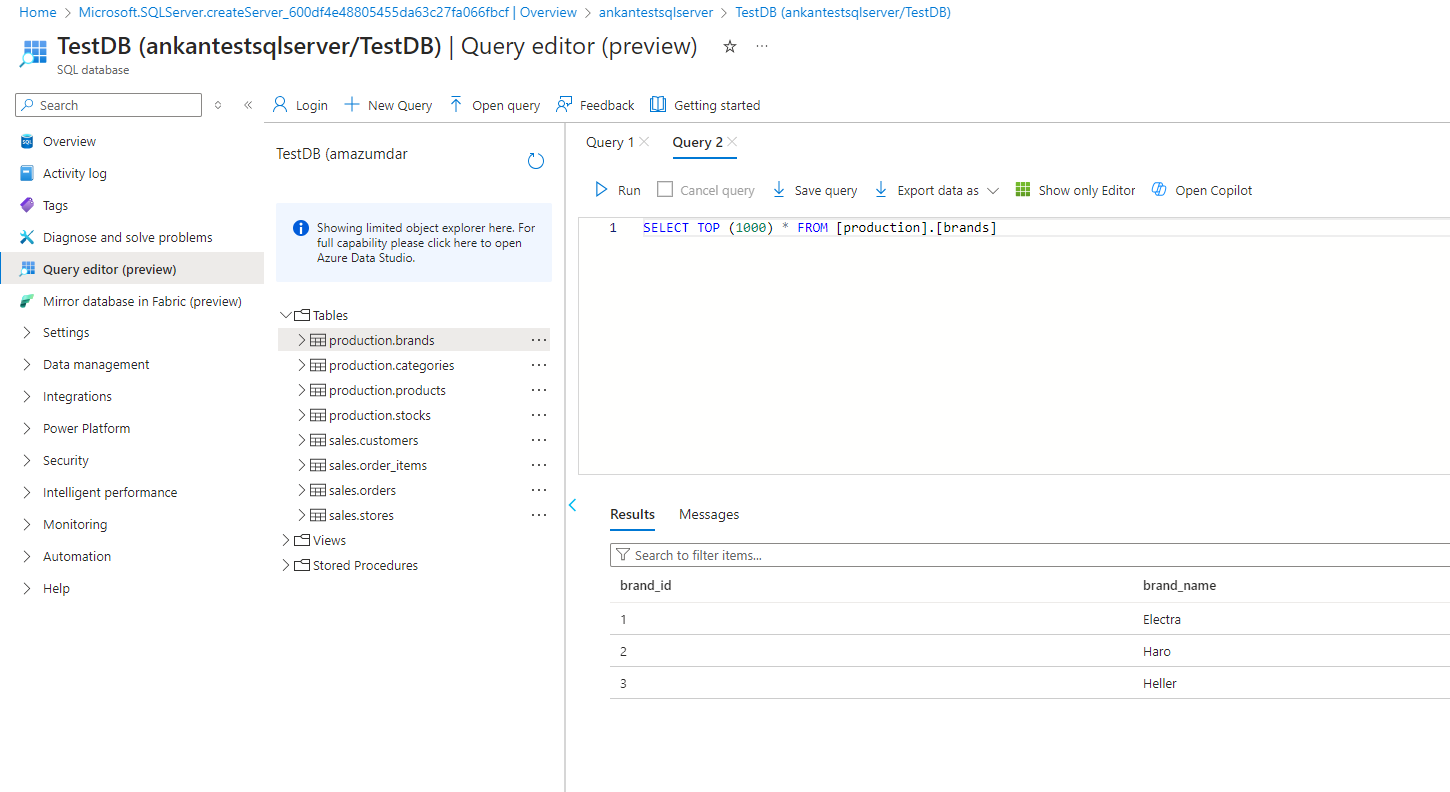 Home > Microsoft.SQLServer.createServer_600df4e48805455da63c27fa066fbcf | Overview > ankantestsqlserver > TestDB (ankantestsqlserver/TestDB)
TestDB (ankantestsqlserver/TestDB) | Query editor (preview)
SQL database
Search
Overview
Activity log
Tags
Diagnose and solve problems
Query editor (preview)
Mirror database in Fabric (preview)
Settings
Data management
Integrations
Power Platform
Security
Intelligent performance
Monitoring
Automation
Help
Login
New Query
Open query
Feedback
Getting started
TestDB (amazumdar
Showing limited object explorer here. For
full capability please click here to open
Azure Data Studio.
Tables
production.brands
production.categories
production.products
production.stocks
sales.customers
sales.order_items
sales.orders
sales.stores
Views
Stored Procedures
Query 1
Query 2
Run
Cancel query
Save query
Export data as
Show only Editor
Open Copilot
1 SELECT TOP (1000) * FROM [production].[brands]
Results
Messages
Search to filter items...
brand_id brand_name
1 Electra
2 Haro
3 Heller